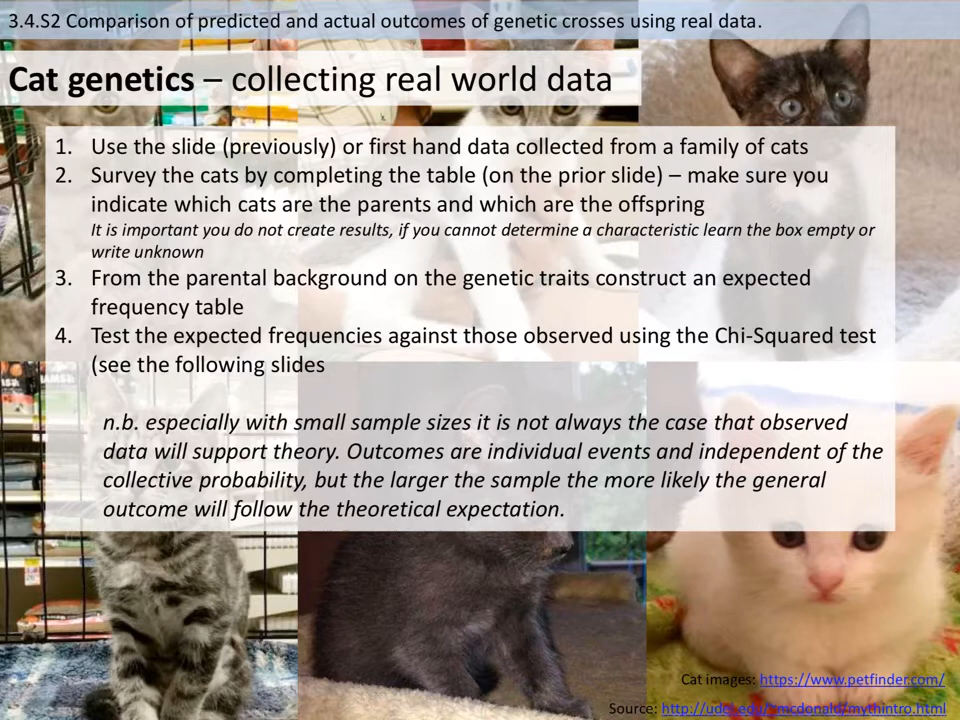 3.4.S2 Comparison of predicted and actual outcomes of genetic crosses using real data.
Cat genetics – collecting real world data
1. Use the slide (previously) or first hand data collected from a family of cats
2. Survey the cats by completing the table (on the prior slide) – make sure you
indicate which cats are the parents and which are the offspring
It is important you do not create results, if you cannot determine a characteristic learn the box empty or
write unknown
3. From the parental background on the genetic traits construct an expected
frequency table
4. Test the expected frequencies against those observed using the Chi-Squared test
(see the following slides
n.b. especially with small sample sizes it is not always the case that observed
data will support theory. Outcomes are individual events and independent of the
collective probability, but the larger the sample the more likely the general
outcome will follow the theoretical expectation.
Cat images: https://www.petfinder.com/
Source: http://udel.edu/~mcdonald/mythintro.html